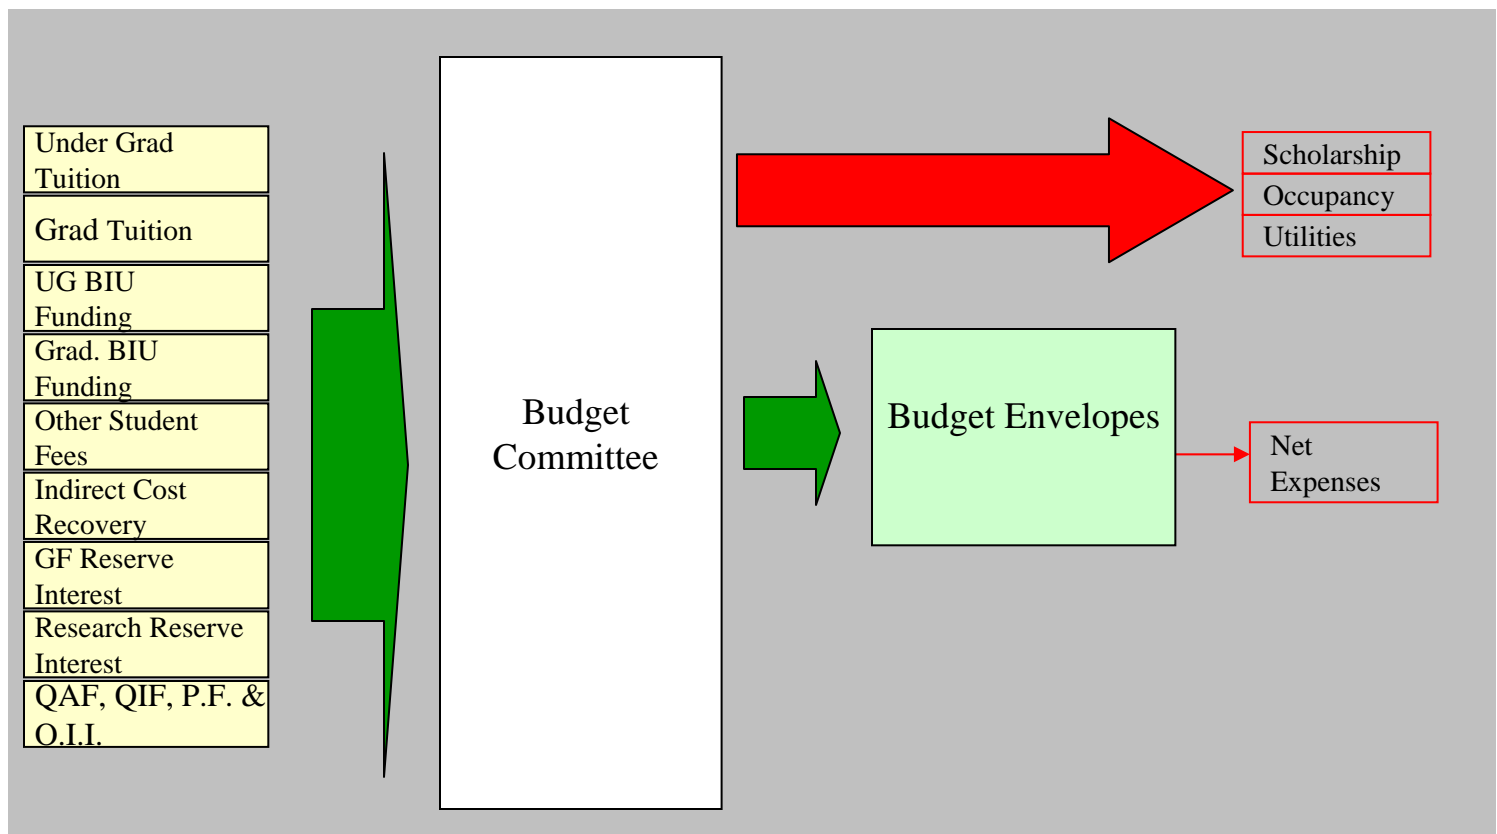 Under Grad
Tuition
Grad Tuition
UG BIU
Funding
Grad. BIU
Funding
Other Student
Fees
Indirect Cost
Recovery
GF Reserve
Interest
Research Reserve
Interest
QAF, QIF, P.F. &
O.I.I.
Budget
Committee
Scholarship
Occupancy
Utilities
Budget Envelopes
Net
Expenses